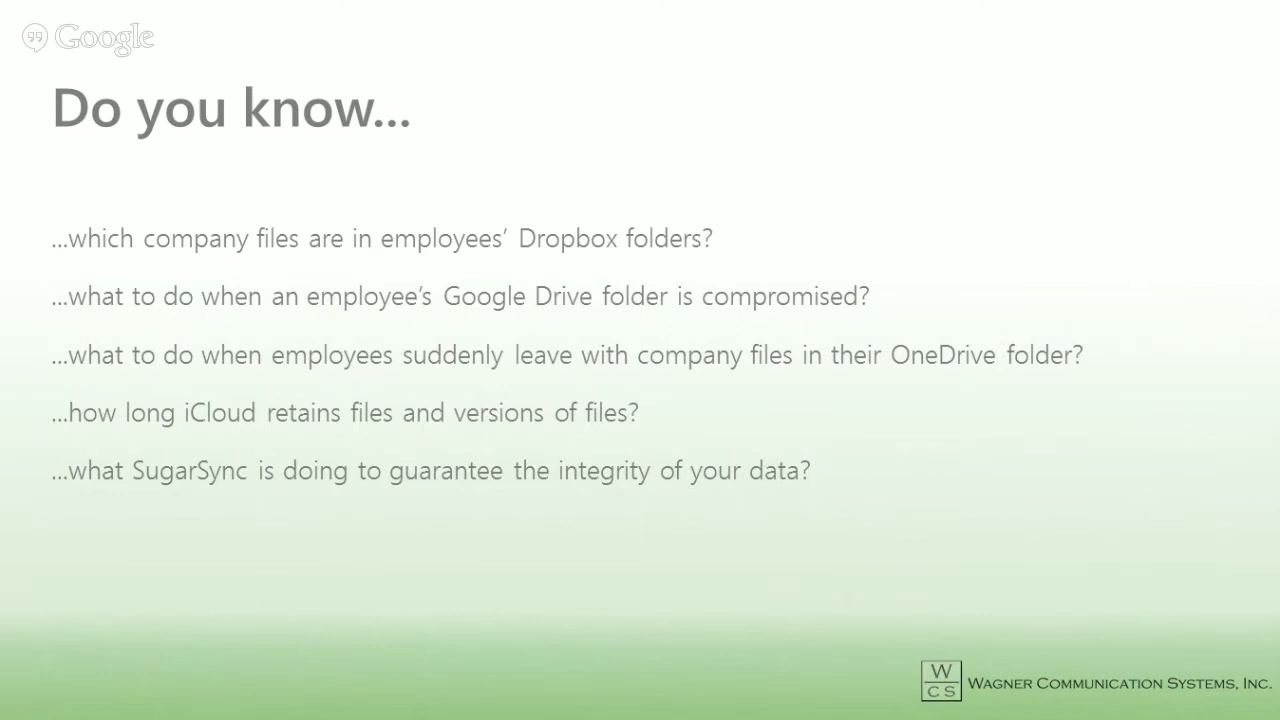 Google
Do you know...
...which company files are in employees’ Dropbox folders?
...what to do when an employee’s Google Drive folder is compromised?
...what to do when employees suddenly leave with company files in their OneDrive folder?
...how long iCloud retains files and versions of files?
...what SugarSync is doing to guarantee the integrity of your data?
W
CS
WAGNER COMMUNICATION SYSTEMS, INC.